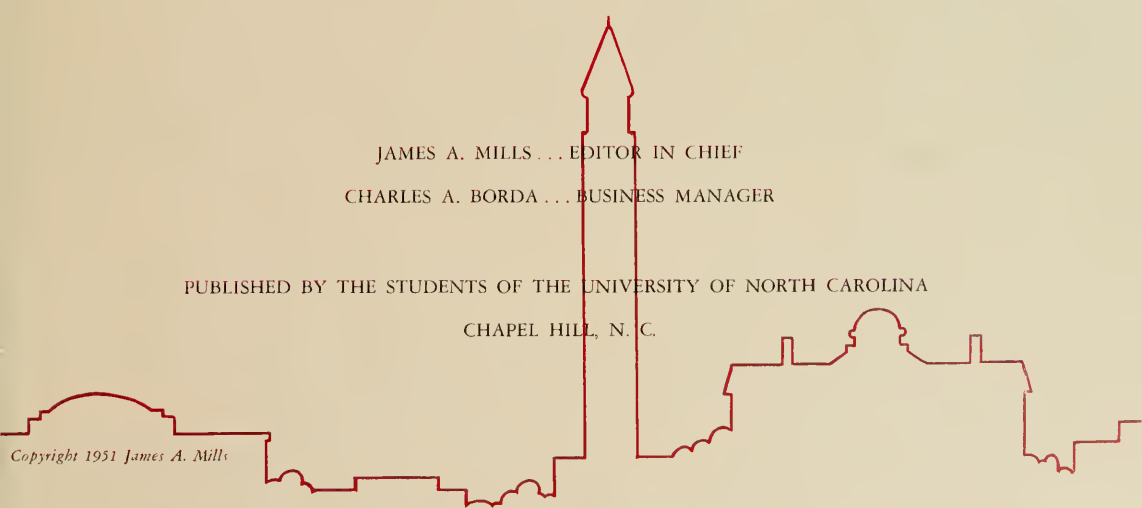 JAMES A. MILLS ... EDITOR IN CHIEF
CHARLES A. BORDA ... BUSINESS MANAGER
PUBLISHED BY THE STUDENTS OF THE UNIVERSITY OF NORTH CAROLINA
CHAPEL HILL, N. C.
Copyright 1951 James A. Mills